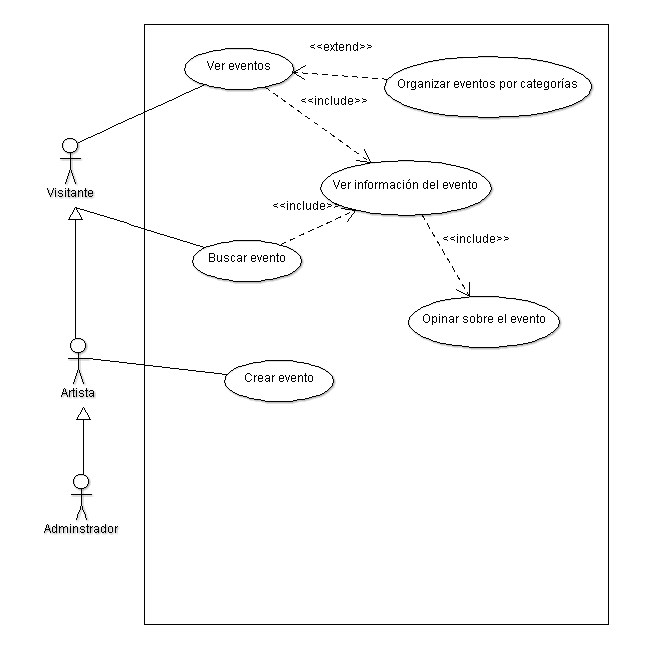 <<extend>>
Ver eventos
Organizar eventos por categorías
<<include>>
Visitante
Ver información del evento
<<include>>
<<include>>
Buscar evento
Opinar sobre el evento
Crear evento
Artista
Adminstrador